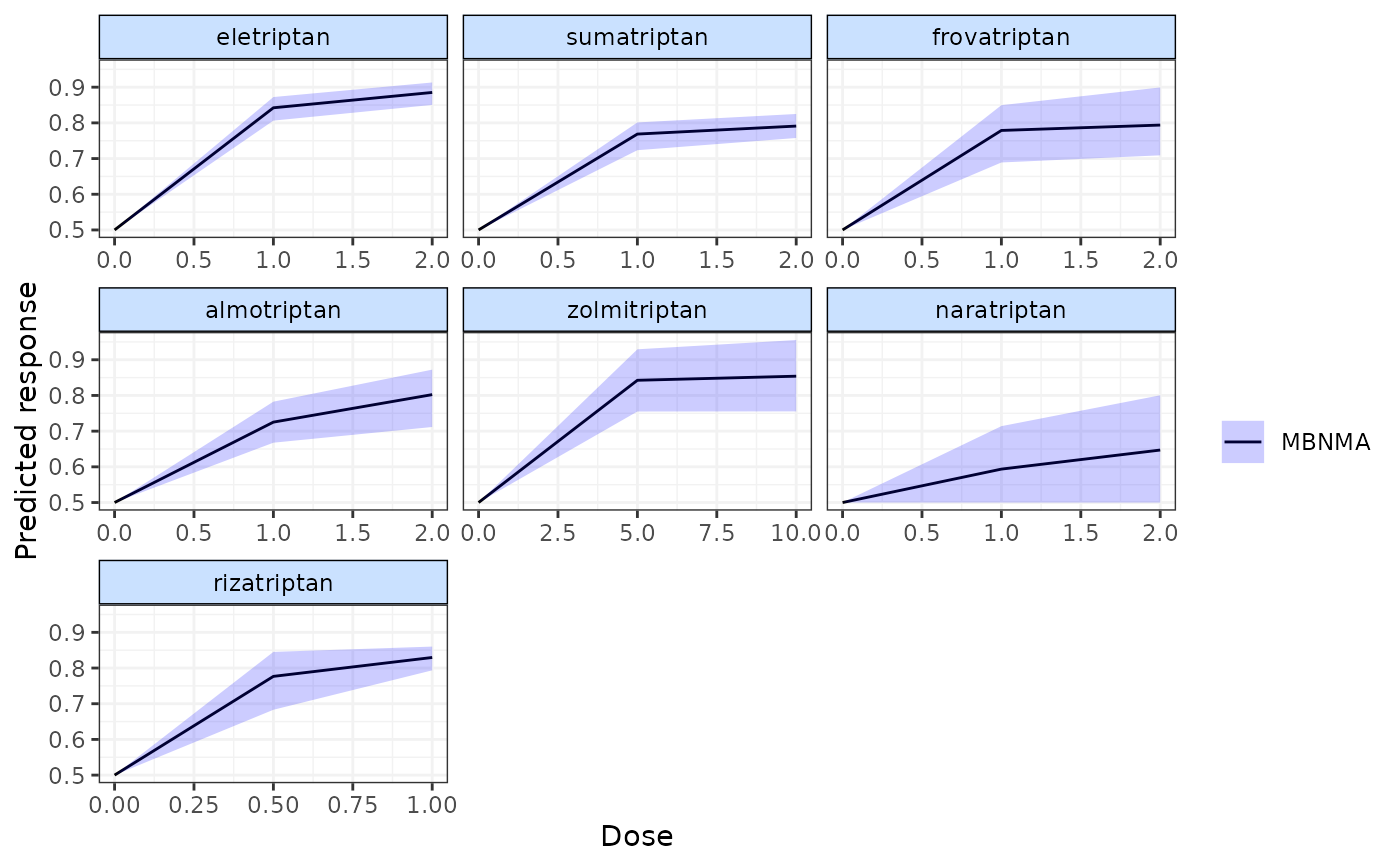 eletriptan sumatriptan frovatriptan
0.9
0.8
0.7
0.6
0.5
0.0 0.5 1.0 1.5 2.0 0.0 0.5 1.0 1.5 2.0 0.0 0.5 1.0 1.5 2.0
almotriptan zolmitriptan naratriptan
0.9
0.8
0.7
0.6
0.5
0.0 0.5 1.0 1.5 2.0 0.0 2.5 5.0 7.5 10.0 0.0 0.5 1.0 1.5 2.0
rizatriptan
0.9
0.8
0.7
0.6
0.5
0.00 0.25 0.50 0.75 1.00
Dose
Predicted response
MBNMA